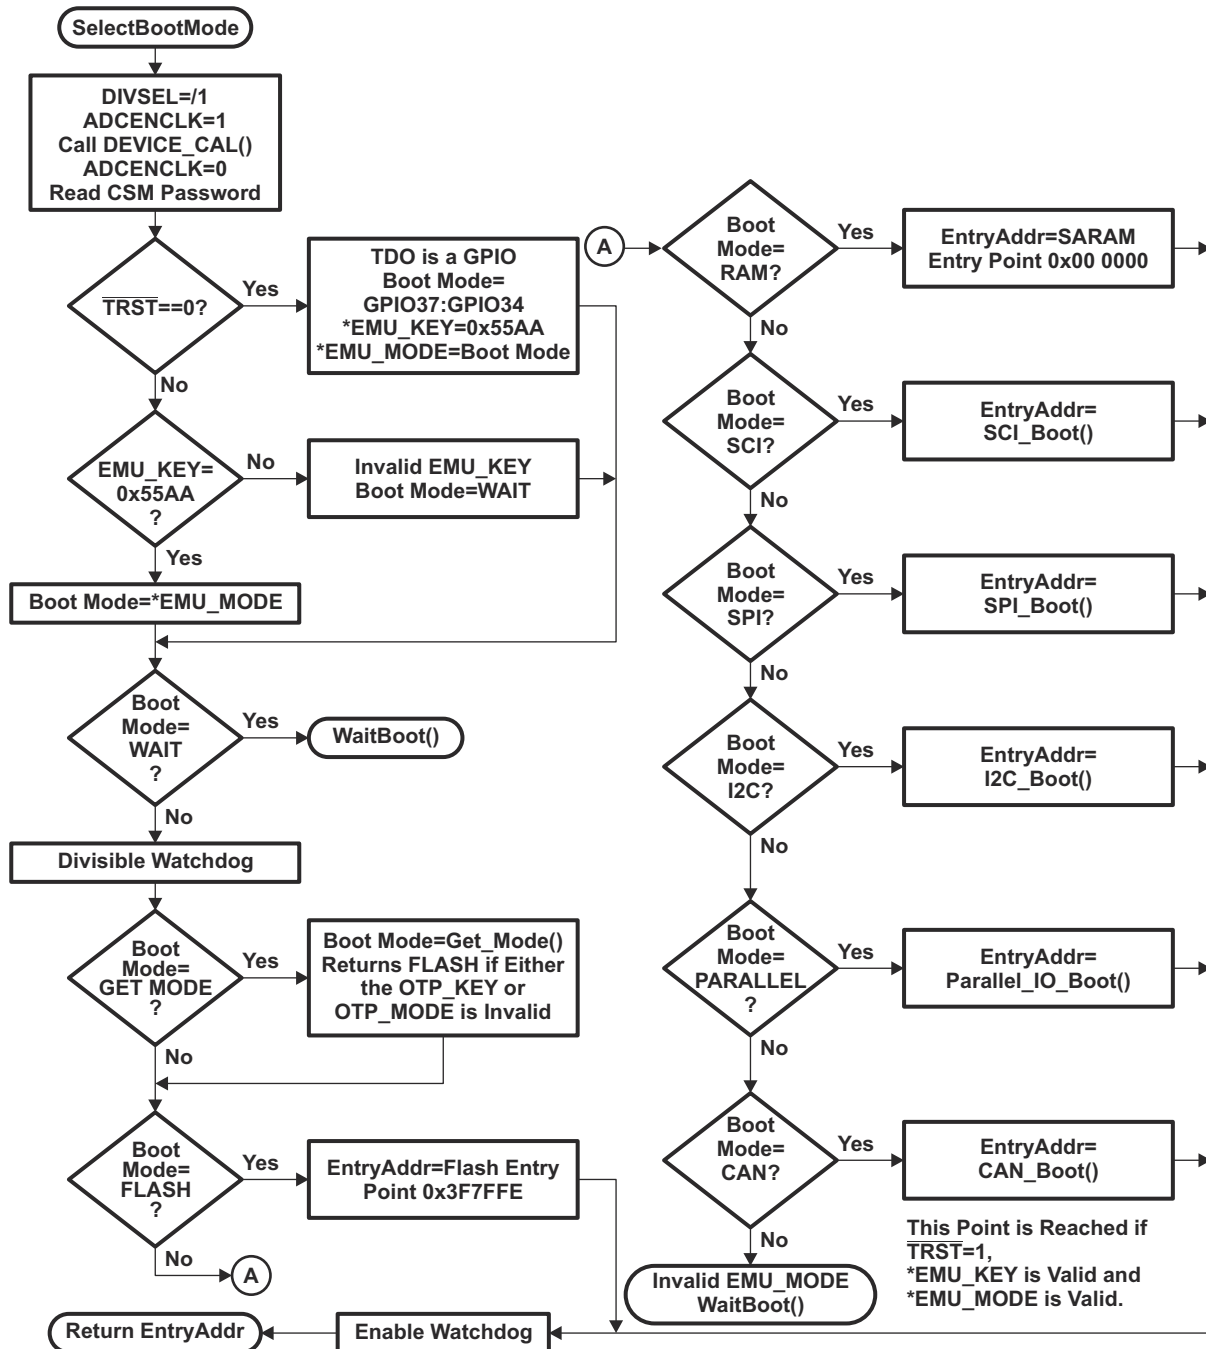 SelectBootMode
DIVSEL=/1
ADCENCLK=1
Call DEVICE_CAL()
ADCENCLK=0
Read CSM Password
TRST==0?
Yes
No
TDO is a GPIO
Boot Mode=
GPIO37:GPIO34
*EMU_KEY=0x55AA
*EMU_MODE=Boot Mode
EMU_KEY=
0x55AA
?
No
Yes
Invalid EMU_KEY
Boot Mode=WAIT
Boot Mode=*EMU_MODE
Boot
Mode=
WAIT
?
Yes
No
WaitBoot()
Divisible Watchdog
Boot
Mode=
GET MODE
?
Yes
No
Boot Mode=Get_Mode()
Returns FLASH if Either
the OTP_KEY or
OTP_MODE is Invalid
Boot
Mode=
FLASH
?
Yes
No
EntryAddr=Flash Entry
Point 0x3F7FFE
A
A
Boot
Mode=
RAM?
Yes
No
EntryAddr=SARAM
Entry Point 0x00 0000
Boot
Mode=
SCI?
Yes
No
EntryAddr=
SCI_Boot()
Boot
Mode=
SPI?
Yes
No
EntryAddr=
SPI_Boot()
Boot
Mode=
I2C?
Yes
No
EntryAddr=
I2C_Boot()
Boot
Mode=
PARALLEL
?
Yes
No
EntryAddr=
Parallel_IO_Boot()
Boot
Mode=
CAN?
Yes
No
EntryAddr=
CAN_Boot()
Invalid EMU_MODE
WaitBoot()
This Point is Reached if
TRST=1,
*EMU_KEY is Valid and
*EMU_MODE is Valid.
Enable Watchdog
Return EntryAddr